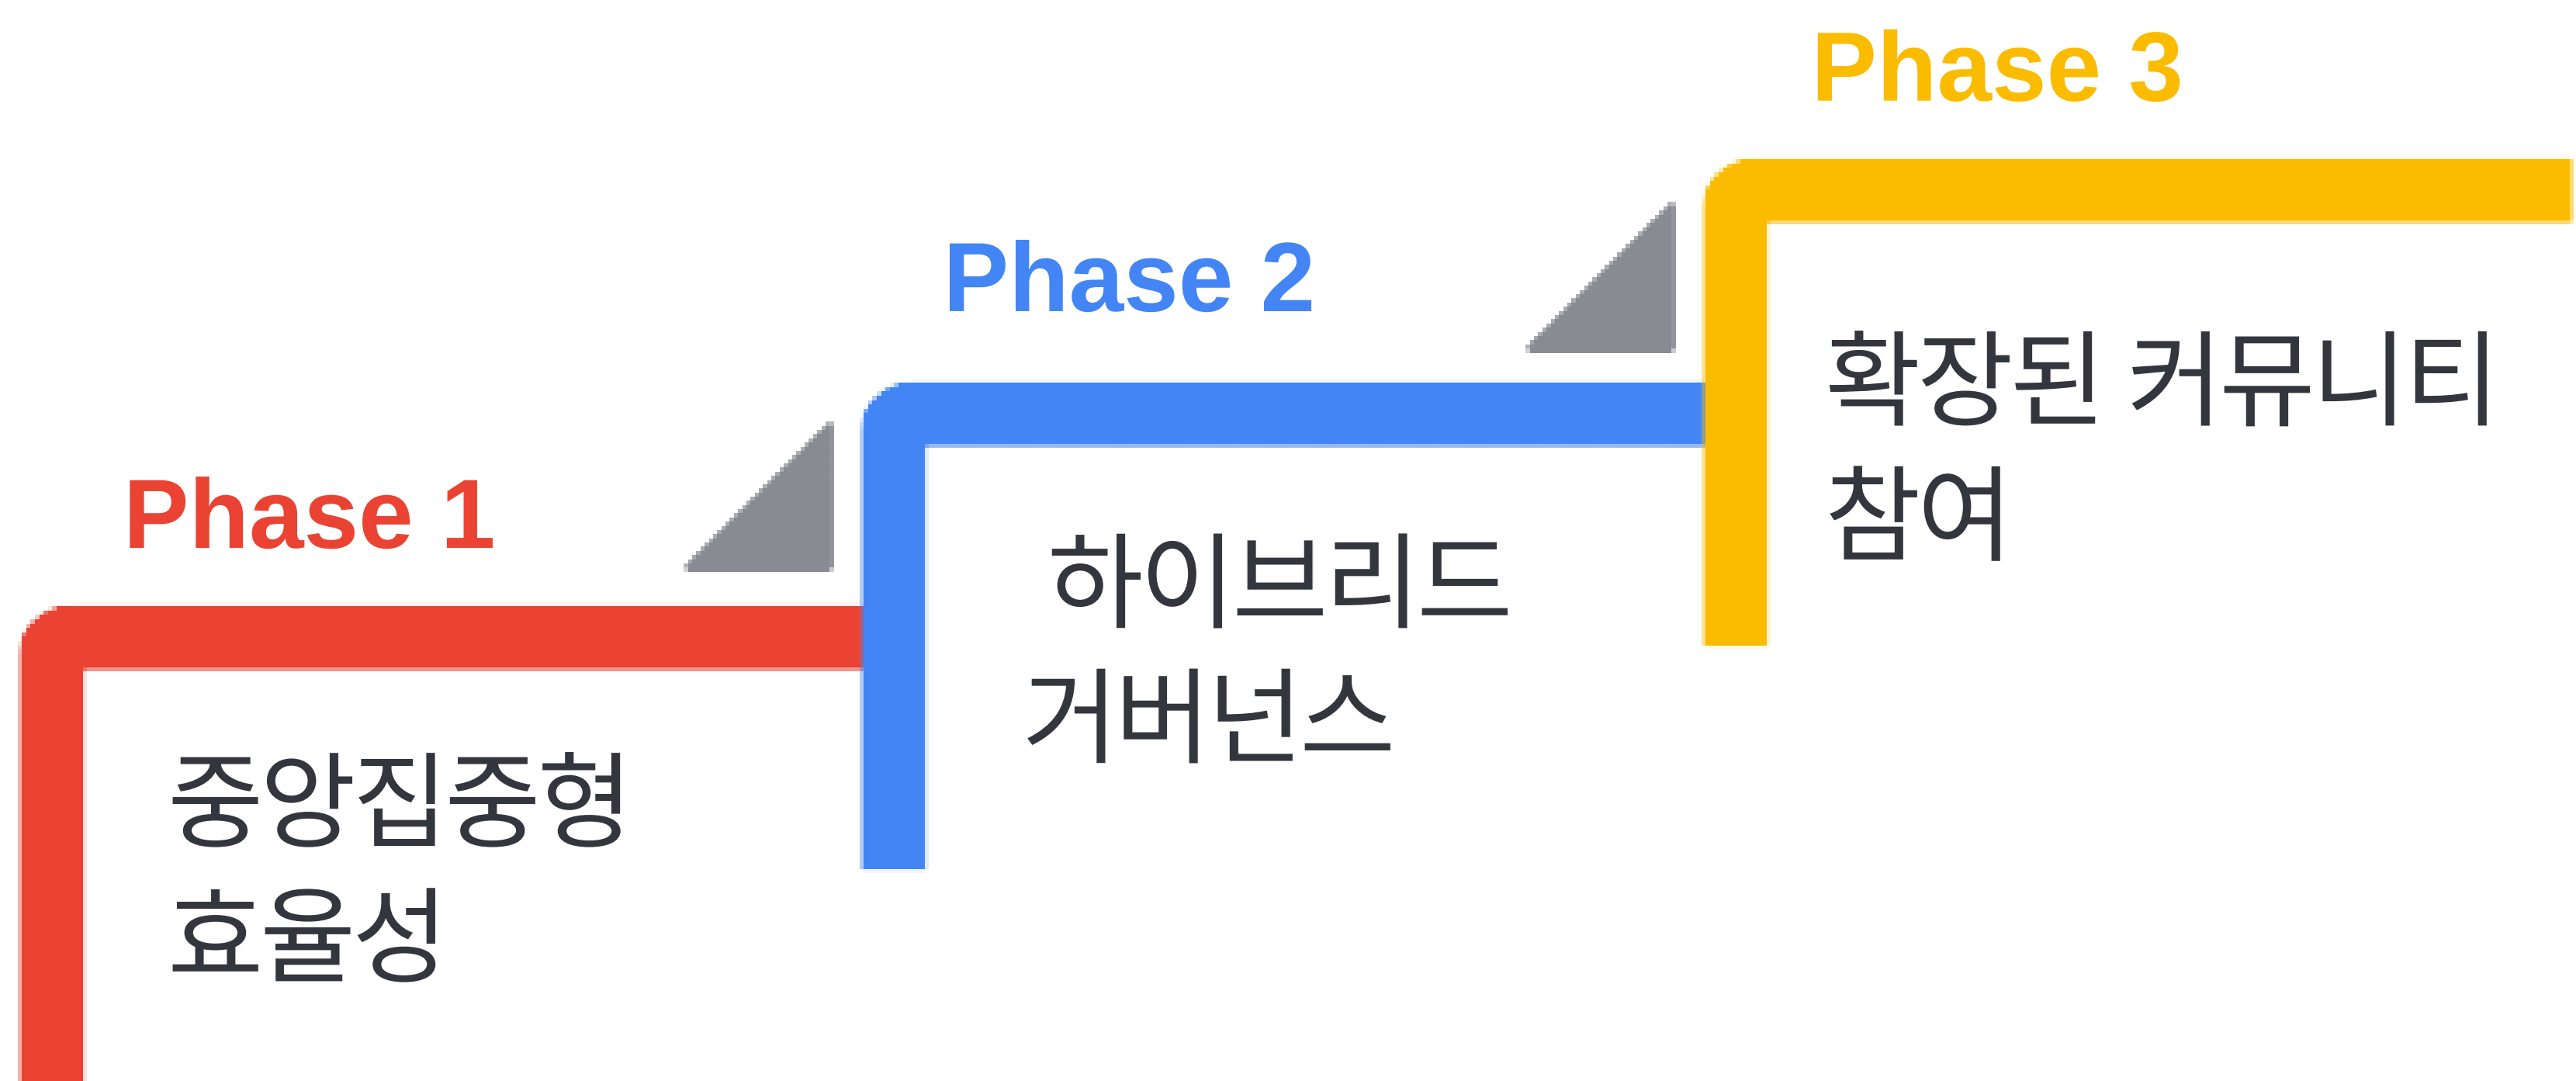 Phase 1
중앙집중형
효율성
Phase 2
하이브리드
거버넌스
Phase 3
확장된 커뮤니티
참여